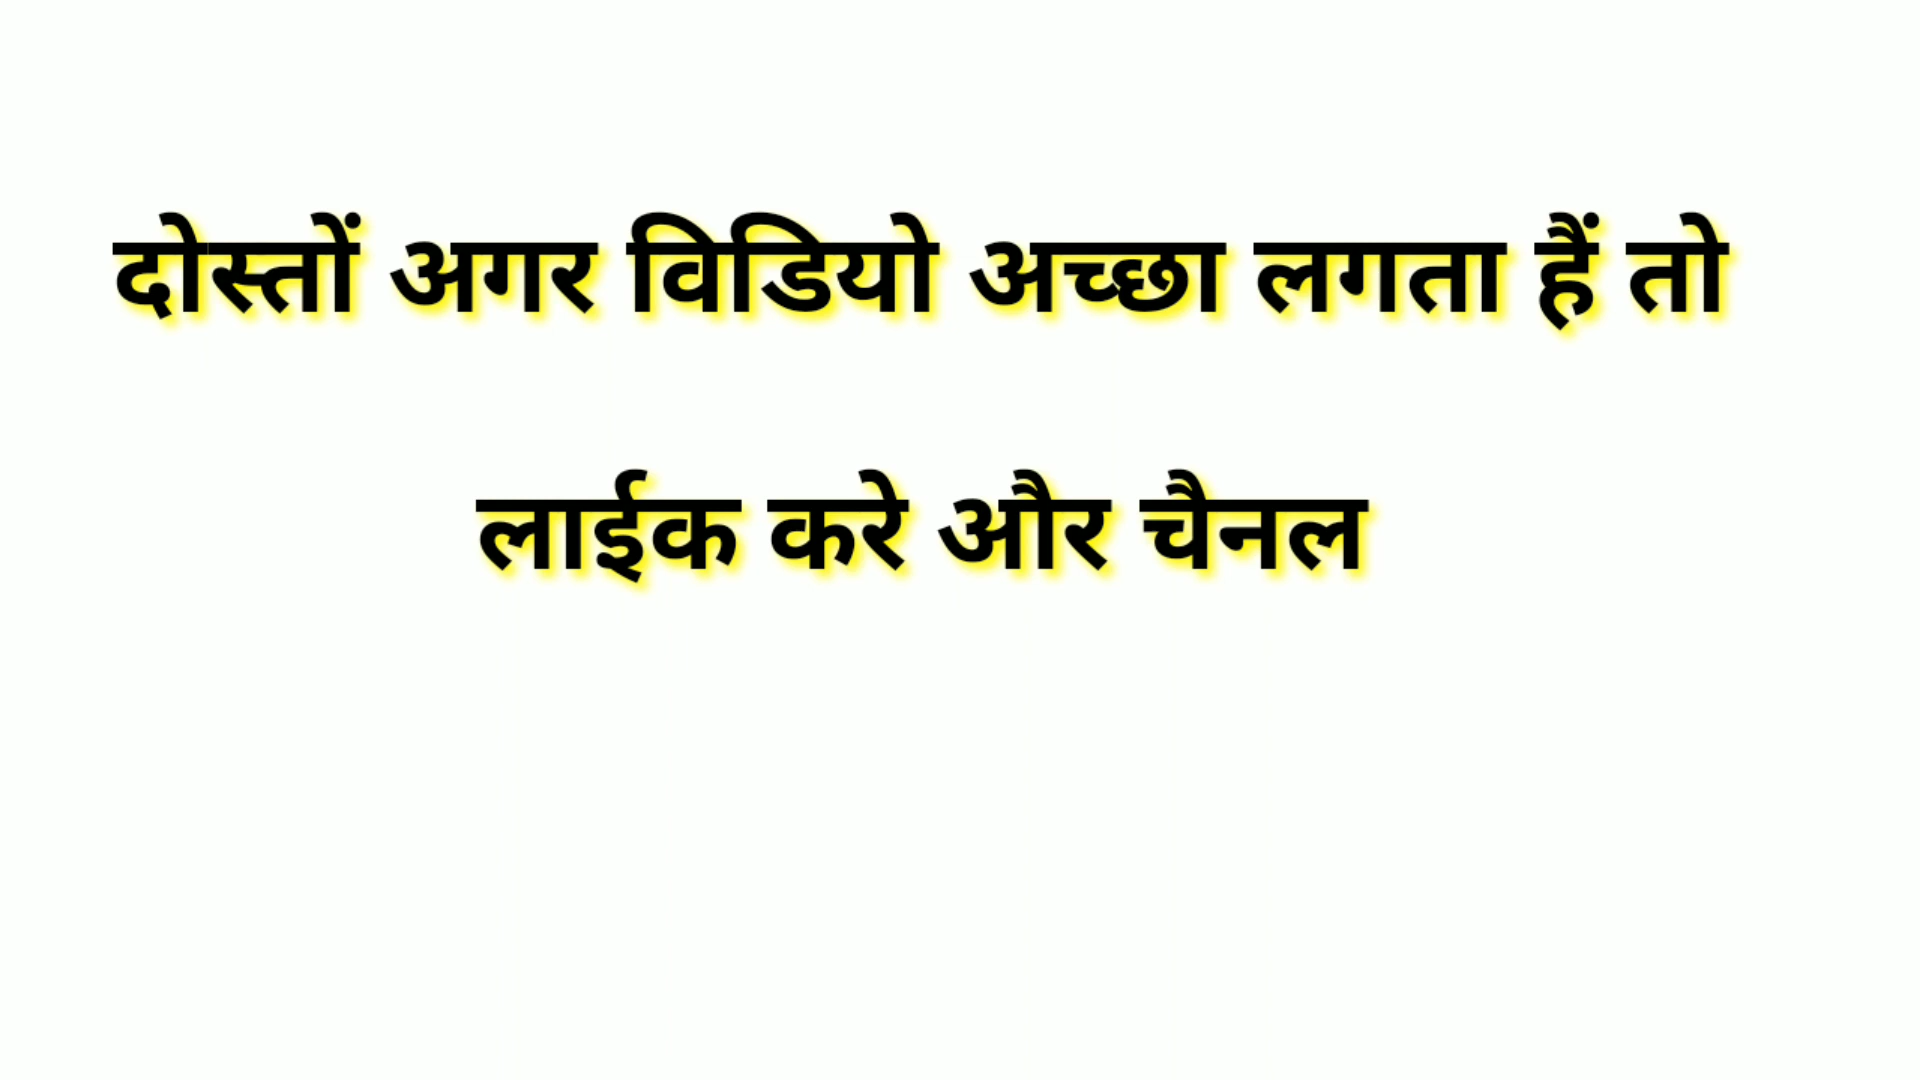 दोस्तों अगर विडियो अच्छा लगता हैं तो
लाईक करे और चैनल